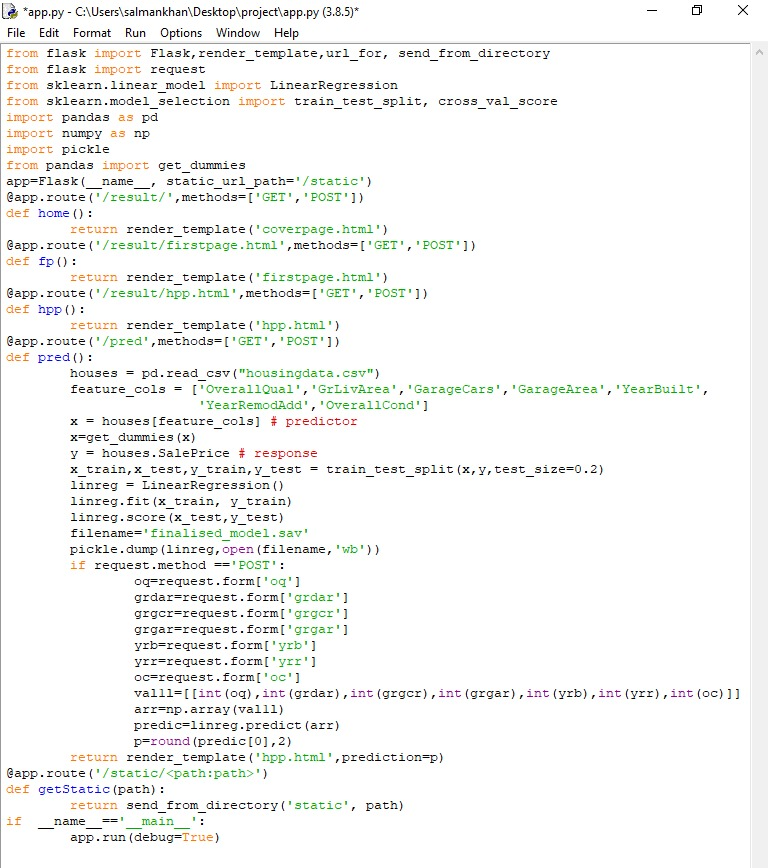 *app.py - C:\Users\salmankhan\Desktop\project\app.py (3.8.5)*
File Edit Format Run Options Window Help
from flask import Flask,render_template,url_for, send_from_directory
from flask import request
from sklearn.linear_model import LinearRegression
from sklearn.model_selection import train_test_split, cross_val_score
import pandas as pd
import numpy as np
import pickle
from pandas import get_dummies
app=Flask(__name__, static_url_path='/static')
@app.route('/result/',methods=['GET','POST'])
def home():
        return render_template('coverpage.html')
@app.route('/result/firstpage.html',methods=['GET','POST'])
def fp():
        return render_template('firstpage.html')
@app.route('/result/hpp.html',methods=['GET','POST'])
def hpp():
        return render_template('hpp.html')
@app.route('/pred',methods=['GET','POST'])
def pred():
        houses = pd.read_csv("housingdata.csv")
        feature_cols = ['OverallQual','GrLivArea','GarageCars','GarageArea','YearBuilt',
                        'YearRemodAdd','OverallCond']
        x = houses[feature_cols] # predictor
        x=get_dummies(x)
        y = houses.SalePrice # response
        x_train,x_test,y_train,y_test = train_test_split(x,y,test_size=0.2)
        linreg = LinearRegression()
        linreg.fit(x_train, y_train)
        linreg.score(x_test,y_test)
        filename='finalised_model.sav'
        pickle.dump(linreg,open(filename,'wb'))
        if request.method =='POST':
                oq=request.form['oq']
                grdar=request.form['grdar']
                grgcr=request.form['grgcr']
                grgar=request.form['grgar']
                yrb=request.form['yrb']
                yrr=request.form['yrr']
                oc=request.form['oc']
                valll=[[int(oq),int(grdar),int(grgcr),int(grgar),int(yrb),int(yrr),int(oc)]]
                arr=np.array(valll)
                predic=linreg.predict(arr)
                p=round(predic[0],2)
        return render_template('hpp.html',prediction=p)
@app.route('/static/<path:path>')
def getStatic(path):
        return send_from_directory('static', path)
if  __name__=='__main__':
        app.run(debug=True)